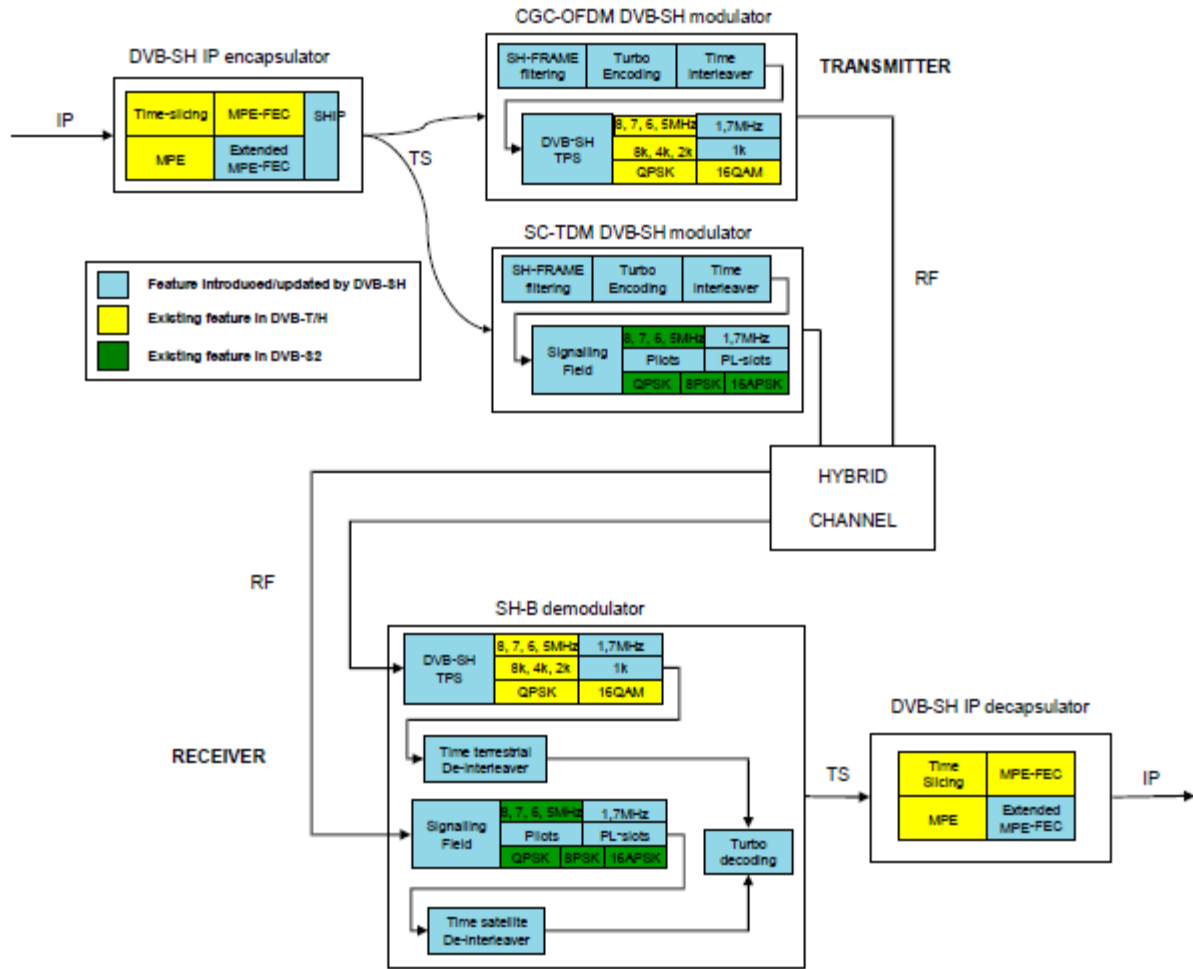 CGC-OFDM DVB-SH modulator
DVB-SH IP encapsulator
SH-FRAME
filtering
Turbo
Encoding
Time
Interleaver
TRANSMITTER
IP
Time-slicing
MPE-FEC
SHIP
MPE
Extended
MPE-FEC
TS
DVB-SH
TPS
8, 7, 6, 5MHz
1,7MHz
8k, 4k, 2k
1k
QPSK
16QAM
SC-TDM DVB-SH modulator
SH-FRAME
filtering
Turbo
Encoding
Time
Interleaver
RF
Feature Introduced/updated by DVB-SH
Existing feature in DVB-T/H
Existing feature in DVB-S2
Signalling
Field
8, 7, 6, 5MHz
1,7MHz
Pilots
PL-slots
QPSK
8PSK
16APSK
HYBRID
CHANNEL
RF
SH-B demodulator
DVB-SH
TPS
8, 7, 6, 5MHz
1,7MHz
8k, 4k, 2k
1k
QPSK
16QAM
DVB-SH IP decapsulator
RECEIVER
Time terrestrial
De-interleaver
TS
Time
Slicing
MPE-FEC
IP
MPE
Extended
MPE-FEC
Signalling
Field
8, 7, 6, 5MHz
1,7MHz
Pilots
PL-slots
QPSK
8PSK
16APSK
Turbo
decoding
Time satellite
De-interleaver